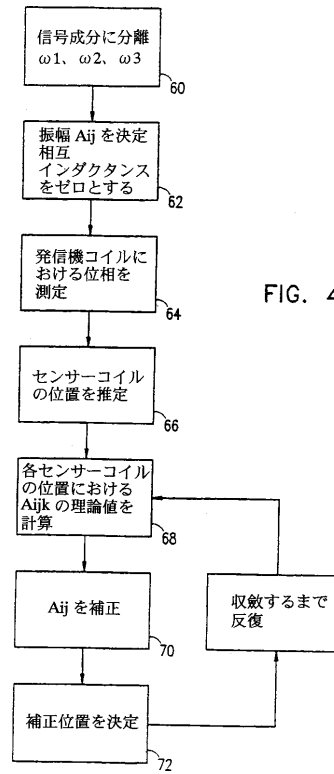 信号成分に分離
ω1、ω2、ω3
60
振幅 Aij を決定
相互
インダクタンス
をゼロとする
62
発信機コイルに
おける位相を
測定
64
FIG. 4
センサーコイル
の位置を推定
66
各センサーコイル
の位置における
Aijk の理論値を
計算
68
Aij を補正
70
収斂するまで
反復
補正位置を決定
72